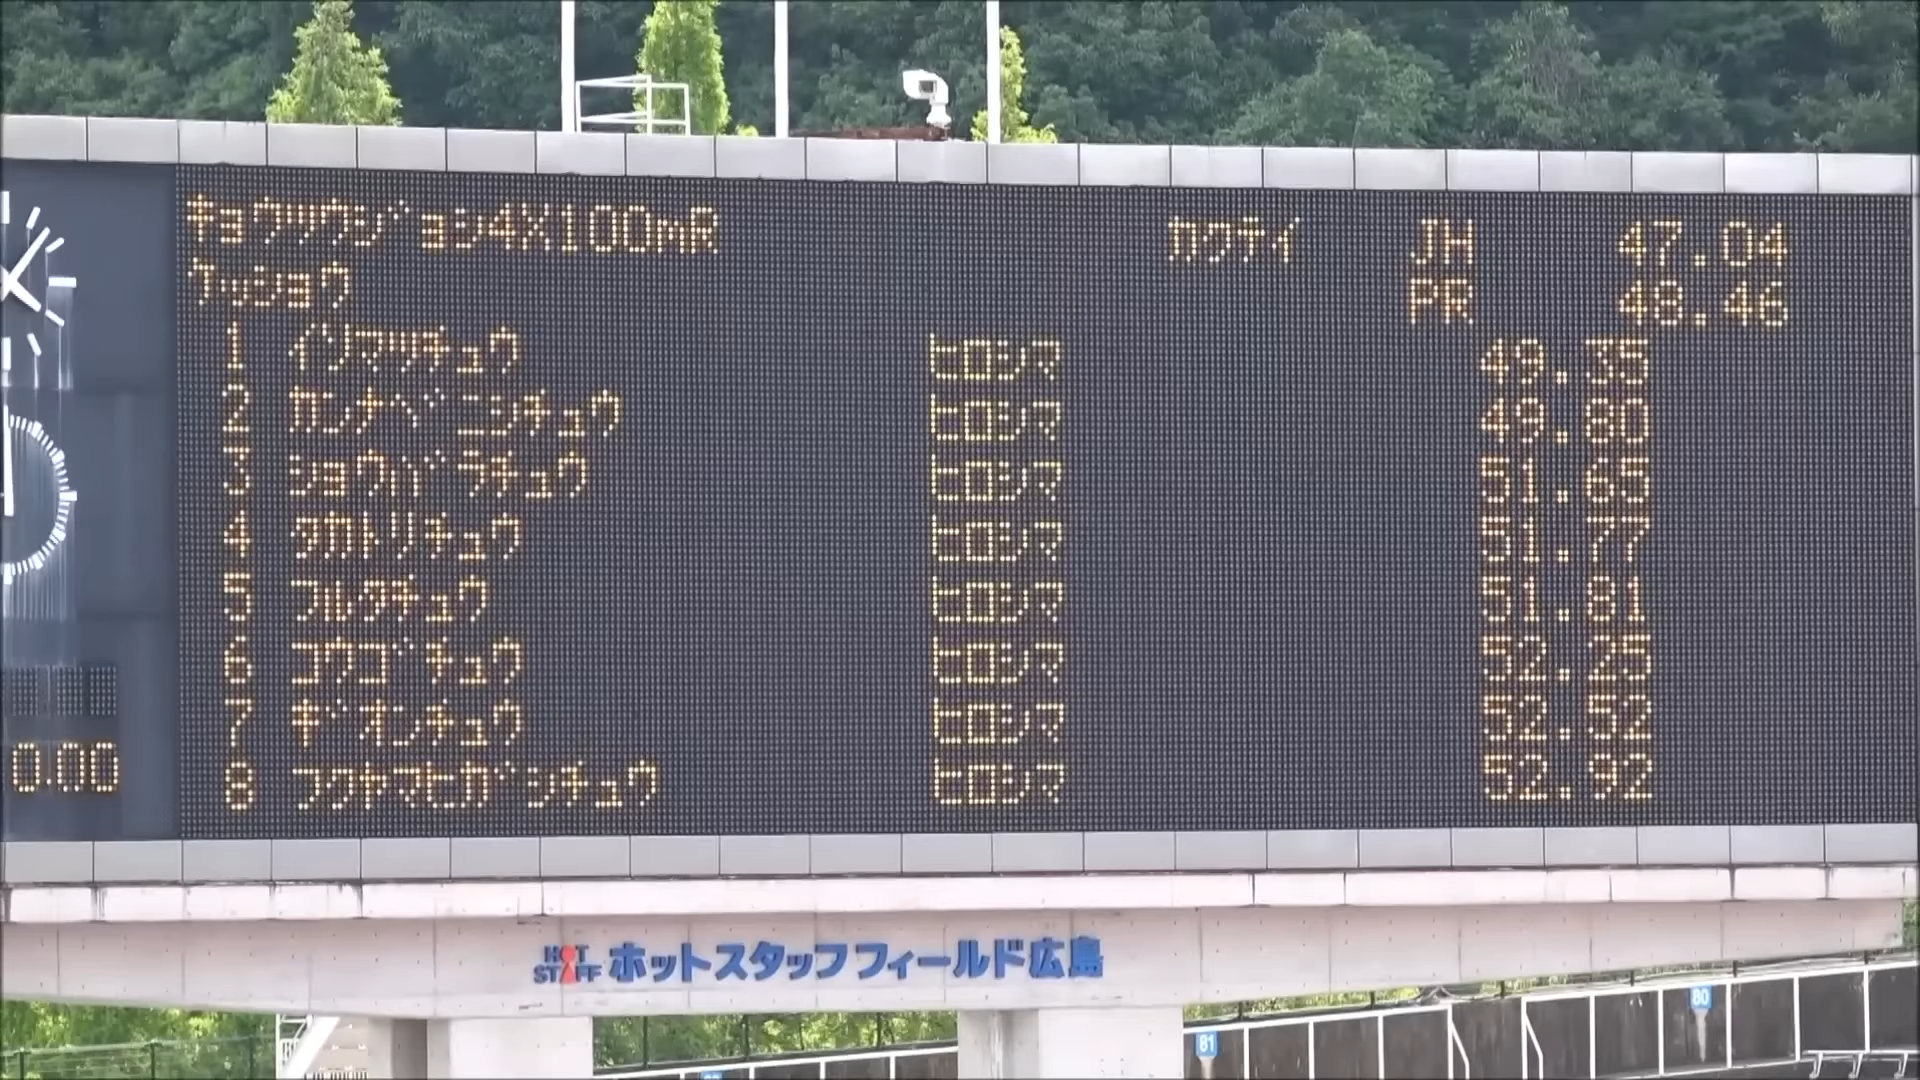 キョウツウジョシ4X100mR カクテイ JH 47.04
ケッショウ PR 48.46
1 イソマツチュウ ヒロシマ 49.35
2 カンナベニシチュウ ヒロシマ 49.80
3 ショウバラチュウ ヒロシマ 51.65
4 タカトリチュウ ヒロシマ 51.77
5 フルタチュウ ヒロシマ 51.81
6 コウゴチュウ ヒロシマ 52.25
7 ギオンチュウ ヒロシマ 52.52
8 フクヤマヒガシチュウ ヒロシマ 52.92
0.00
HOT STAFF ホットスタッフフィールド広島
80
81